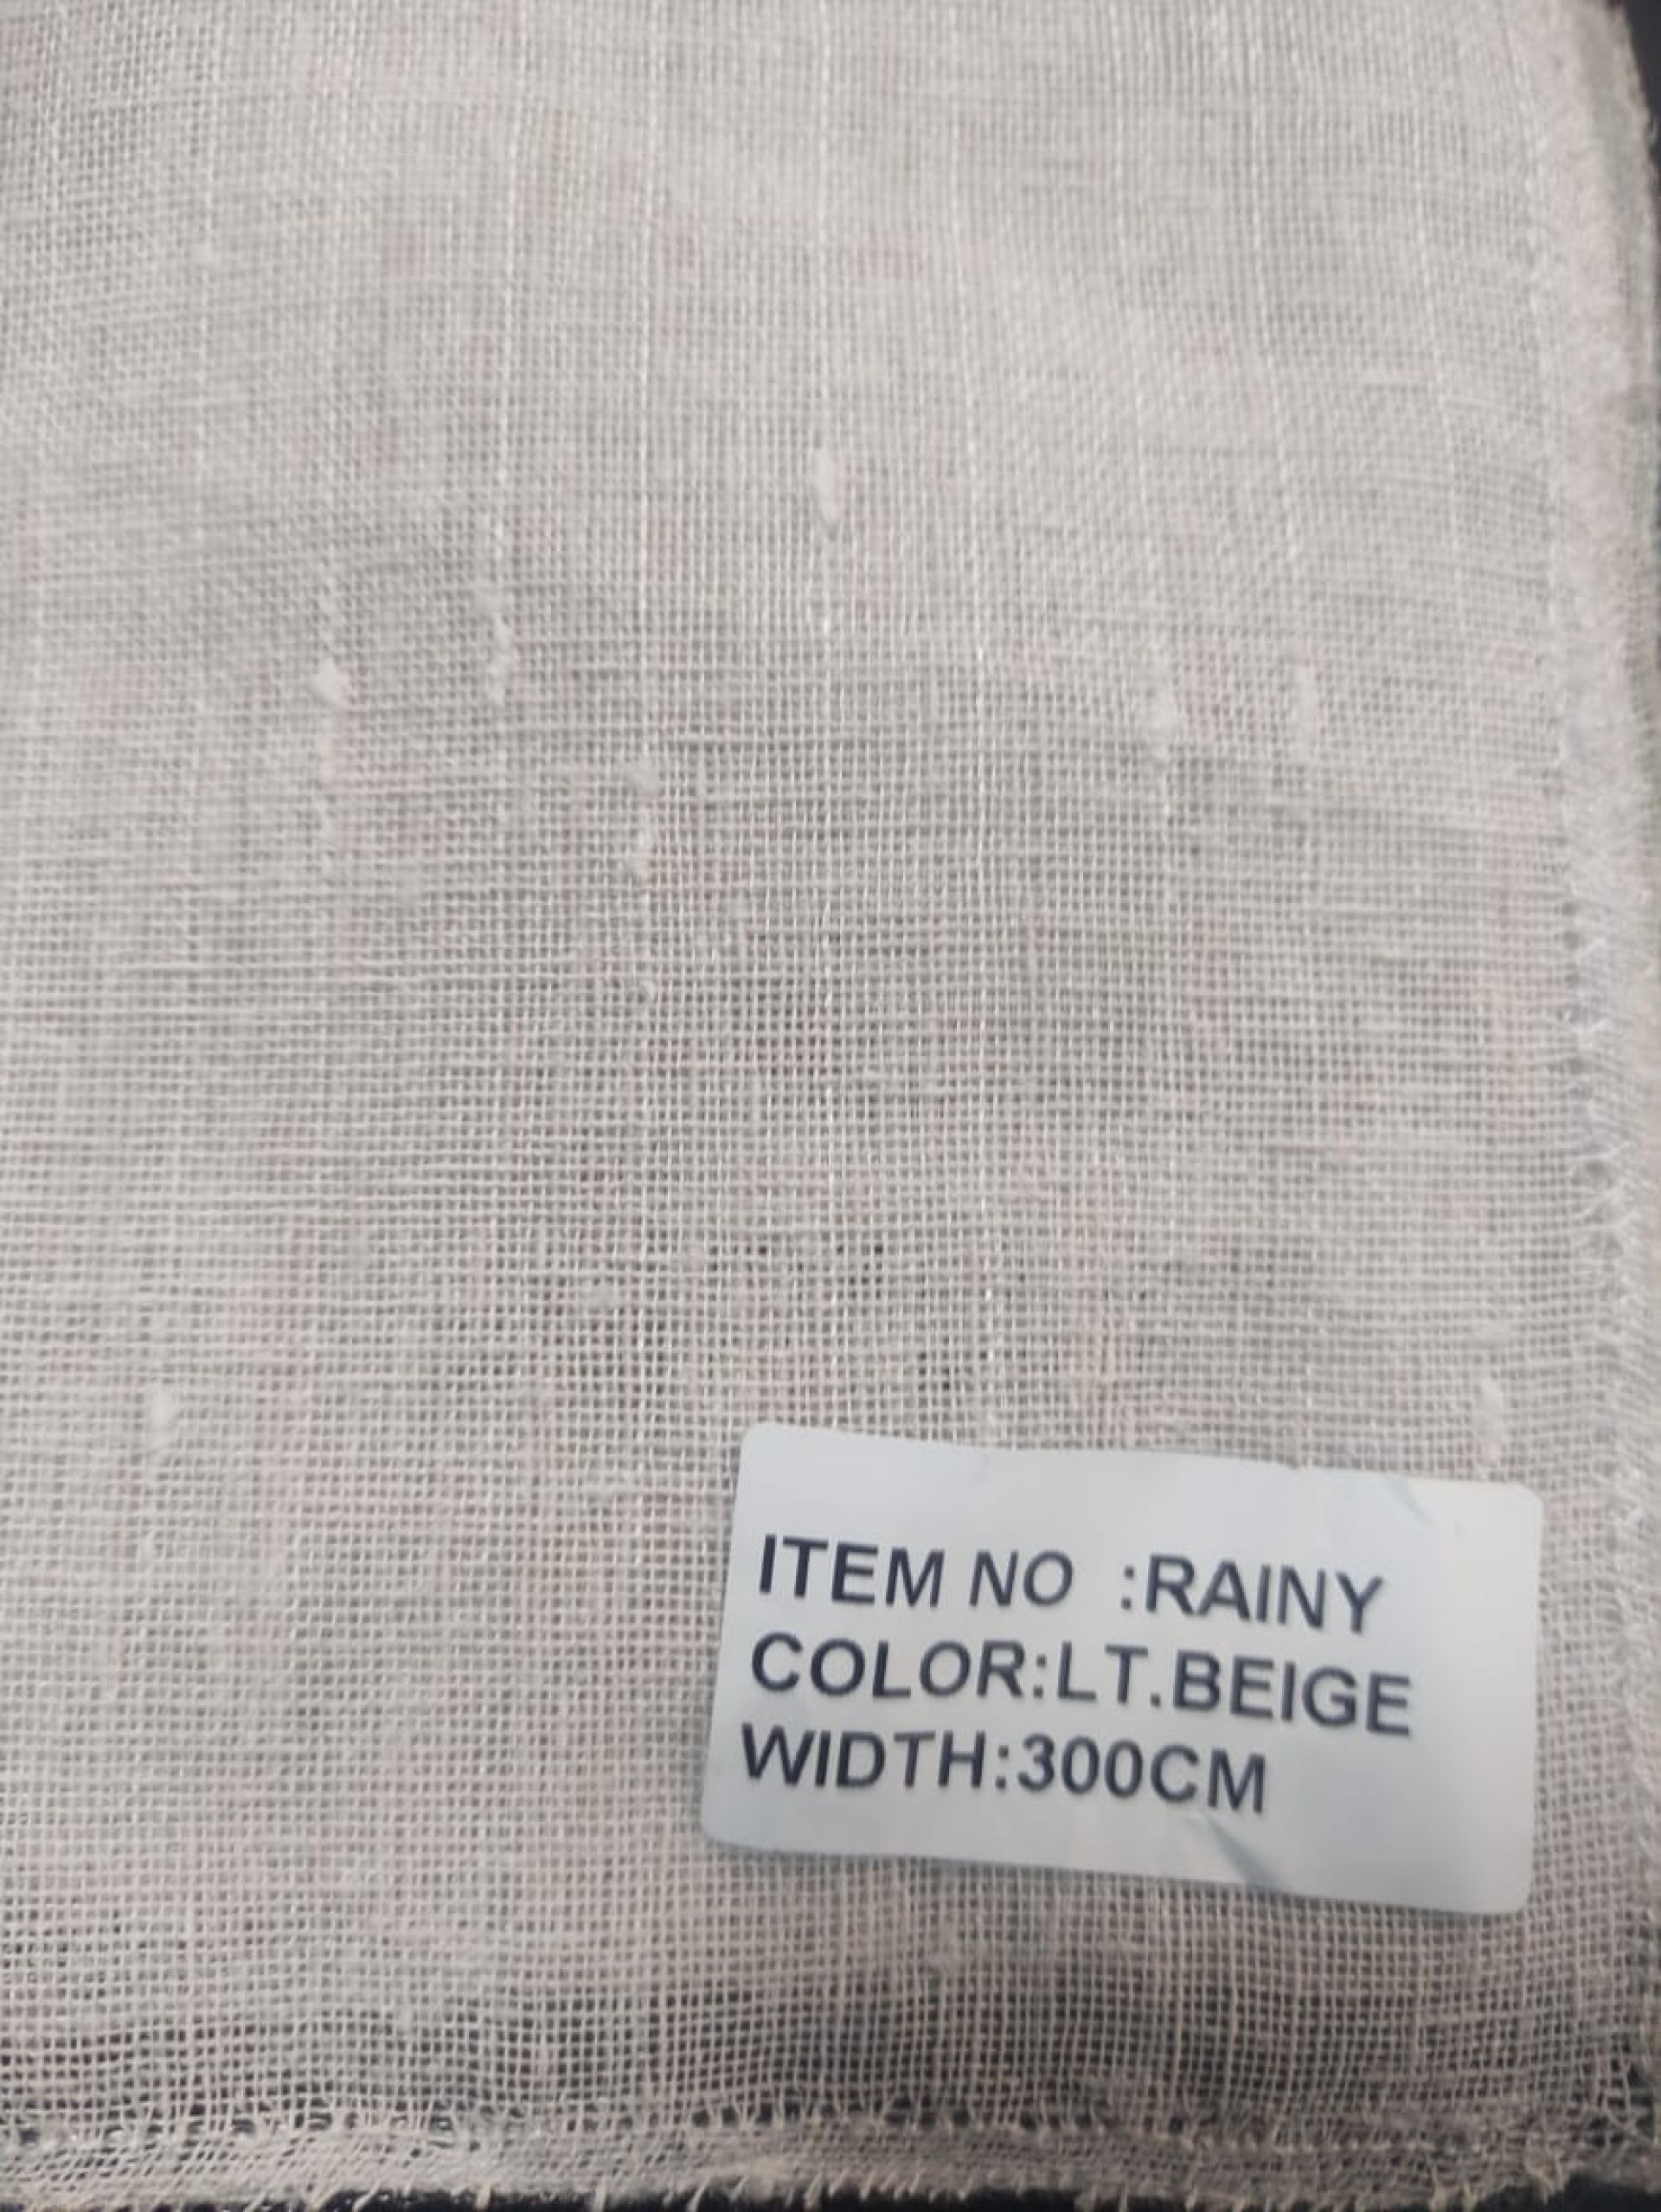 ITEM NO :RAINY
COLOR:LT.BEIGE
WIDTH:300CM